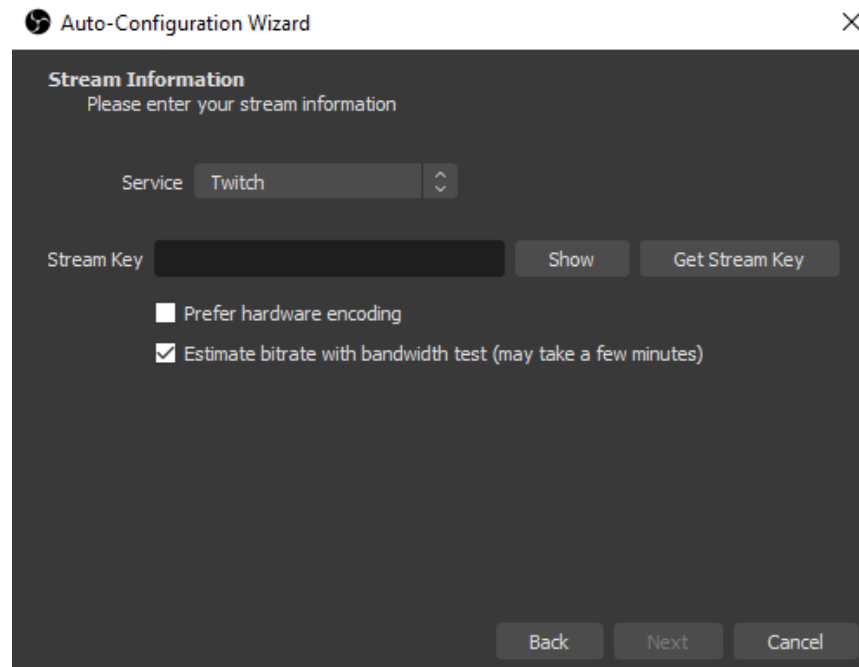 Auto-Configuration Wizard
Stream Information
Please enter your stream information
Service Twitch
Stream Key Show Get Stream Key
Prefer hardware encoding
Estimate bitrate with bandwidth test (may take a few minutes)
Back Next Cancel